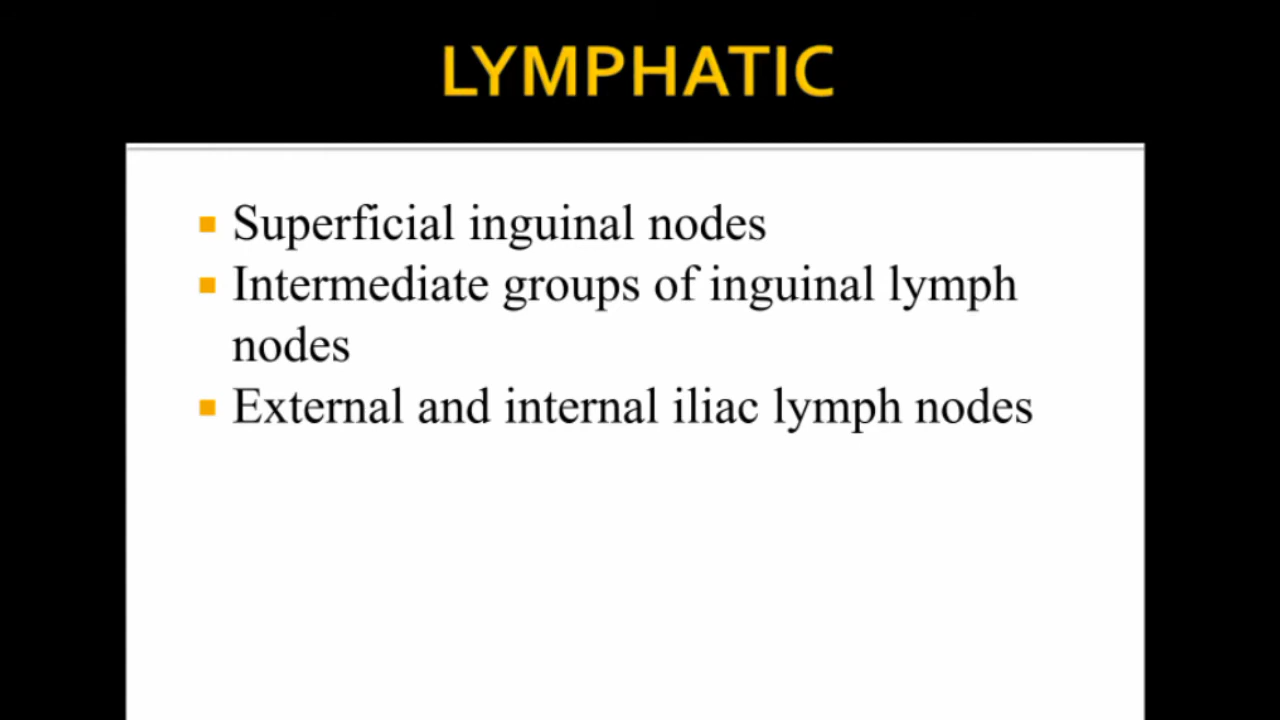 LYMPHATIC
Superficial inguinal nodes
Intermediate groups of inguinal lymph
nodes
External and internal iliac lymph nodes